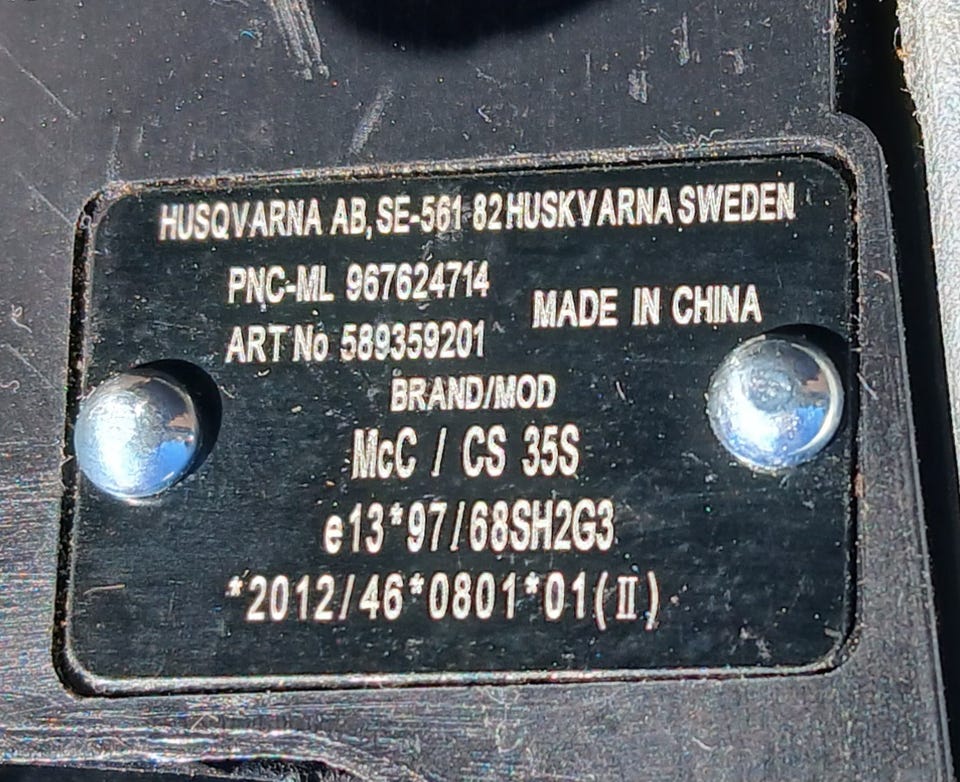 HUSQVARNA AB, SE-561 82 HUSKVARNA SWEDEN
PNC-ML 967624714
ART No 589359201
MADE IN CHINA
BRAND/MOD
McC / CS 35S
e13*97/68SH2G3
*2012/46*0801*01(II)